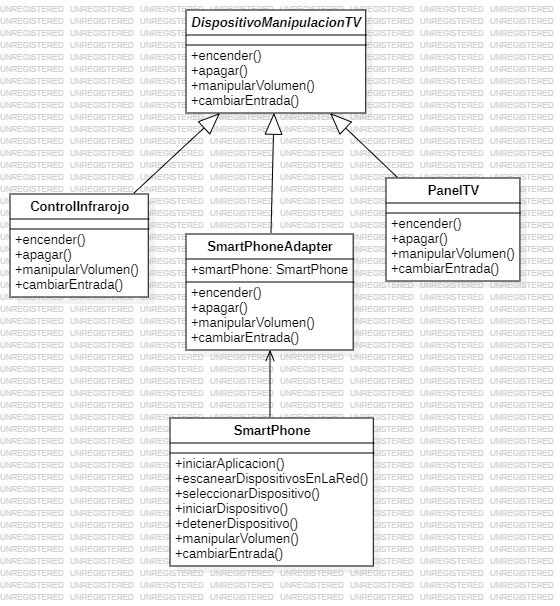 DispositivoManipulacionTV
+encender()
+apagar()
+manipularVolumen()
+cambiarEntrada()
ControlInfrarojo
+encender()
+apagar()
+manipularVolumen()
+cambiarEntrada()
SmartPhoneAdapter
+smartPhone: SmartPhone
+encender()
+apagar()
+manipularVolumen()
+cambiarEntrada()
PanelTV
+encender()
+apagar()
+manipularVolumen()
+cambiarEntrada()
SmartPhone
+iniciarAplicacion()
+escanearDispositivosEnLaRed()
+seleccionarDispositivo()
+iniciarDispositivo()
+detenerDispositivo()
+manipularVolumen()
+cambiarEntrada()
UNREGISTERED